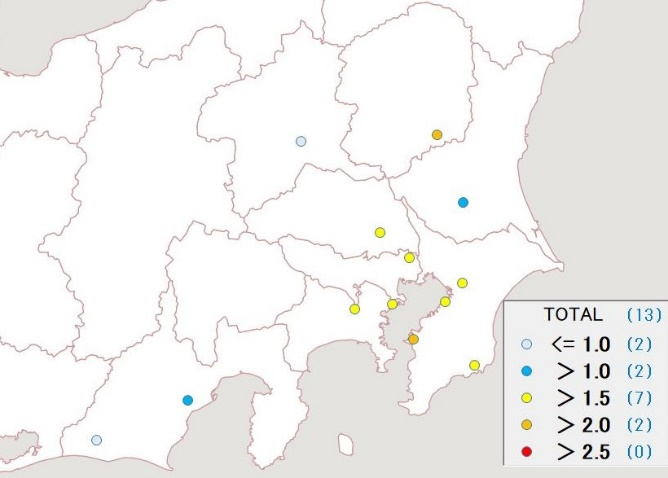 TOTAL (13)
<= 1.0 (2)
> 1.0 (2)
> 1.5 (7)
> 2.0 (2)
> 2.5 (0)